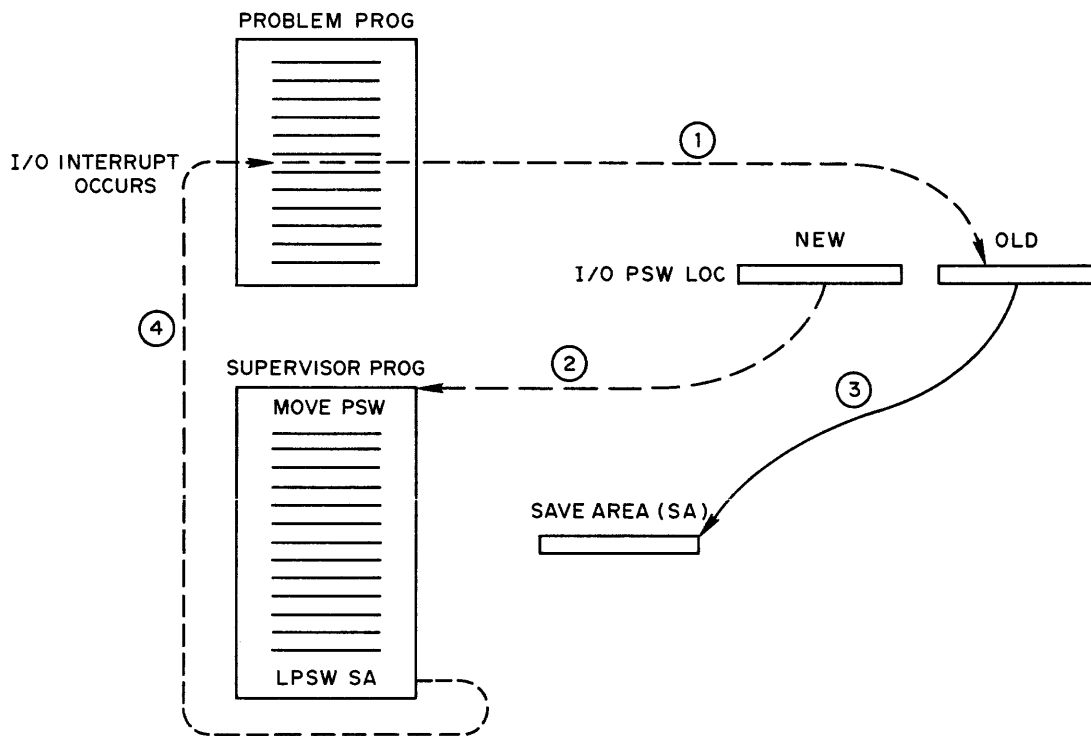 PROBLEM PROG
I/O INTERRUPT
OCCURS
1
NEW
OLD
I/O PSW LOC
4
2
3
SUPERVISOR PROG
MOVE PSW
SAVE AREA (SA)
LPSW SA